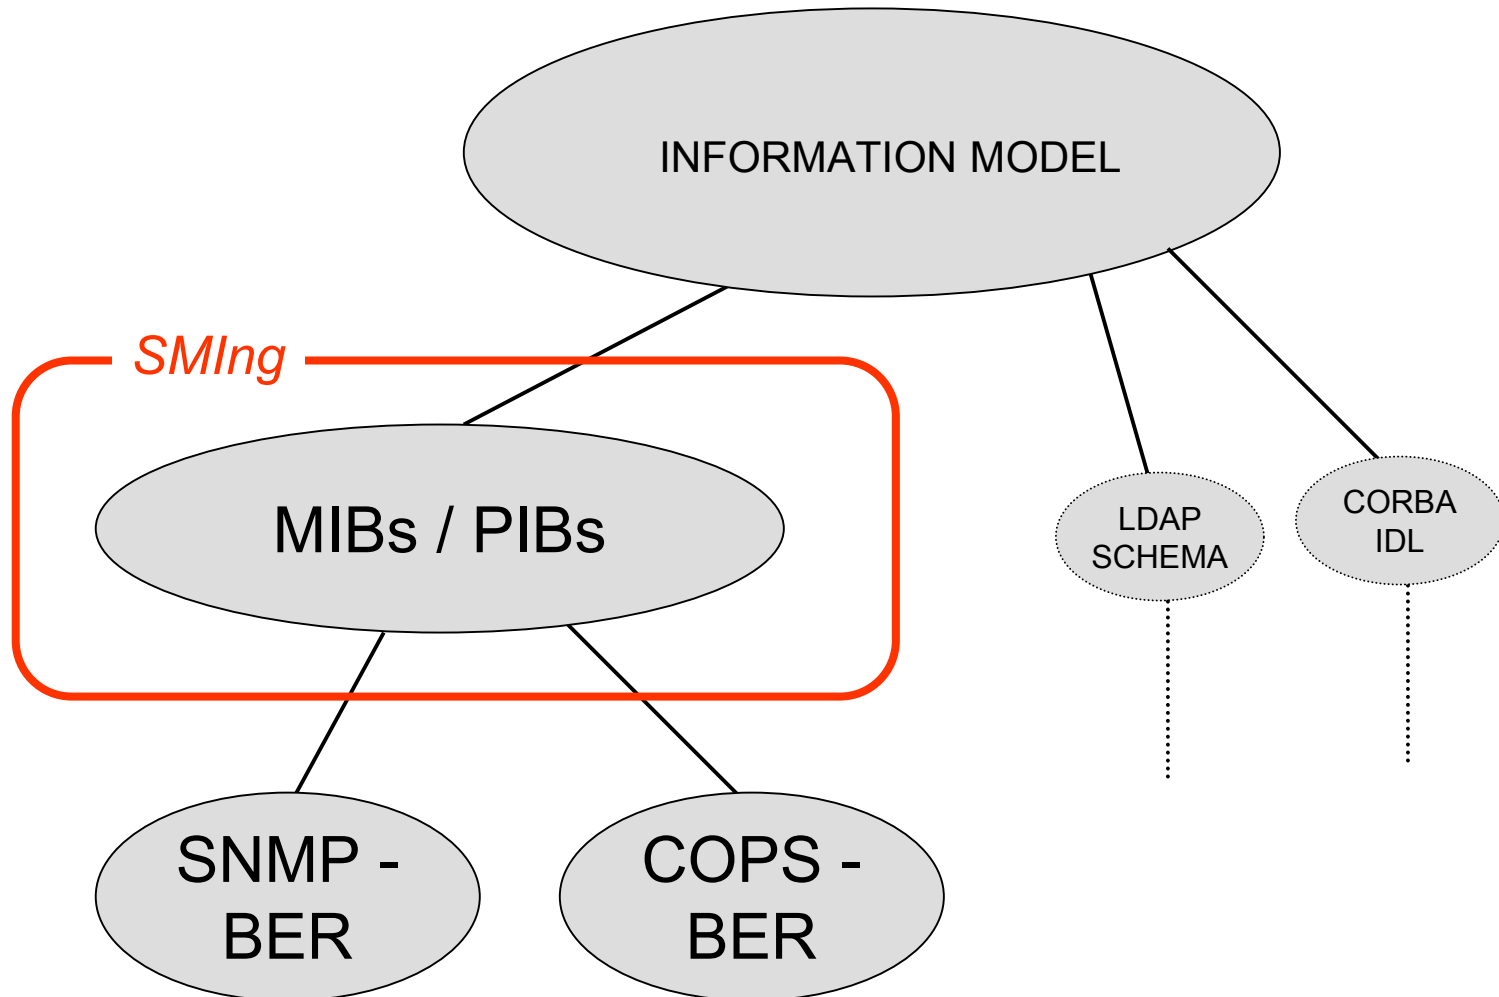 INFORMATION MODEL
SMIng
MIBs / PIBs
LDAP
SCHEMA
CORBA
IDL
SNMP -
BER
COPS -
BER